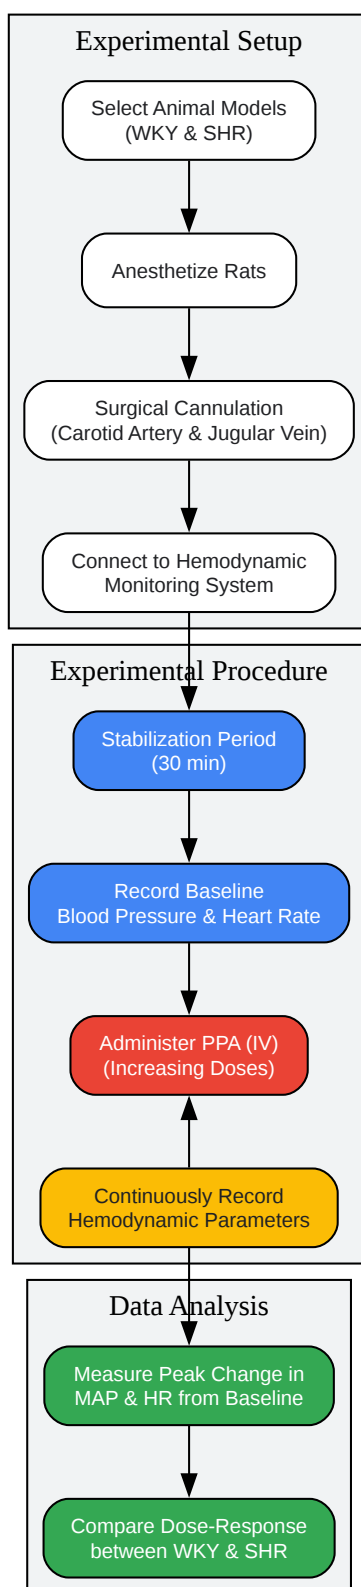 Experimental Setup
Select Animal Models
(WKY & SHR)
Anesthetize Rats
Surgical Cannulation
(Carotid Artery & Jugular Vein)
Connect to Hemodynamic
Monitoring System
Experimental Procedure
Stabilization Period
(30 min)
Record Baseline
Blood Pressure & Heart Rate
Administer PPA (IV)
(Increasing Doses)
Continuously Record
Hemodynamic Parameters
Data Analysis
Measure Peak Change in
MAP & HR from Baseline
Compare Dose-Response
between WKY & SHR